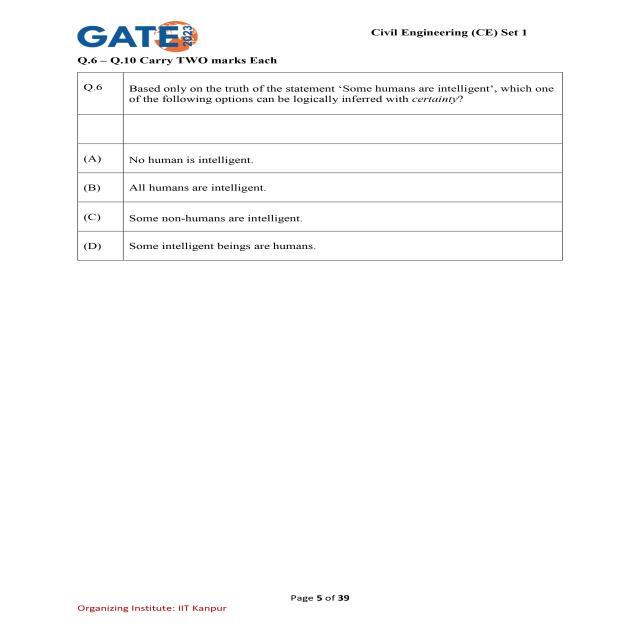 GATE 2023
Civil Engineering (CE) Set 1
Q.6 – Q.10 Carry TWO marks Each
Q.6 Based only on the truth of the statement ‘Some humans are intelligent’, which one
of the following options can be logically inferred with certainty?
(A) No human is intelligent.
(B) All humans are intelligent.
(C) Some non-humans are intelligent.
(D) Some intelligent beings are humans.
Page 5 of 39
Organizing Institute: IIT Kanpur